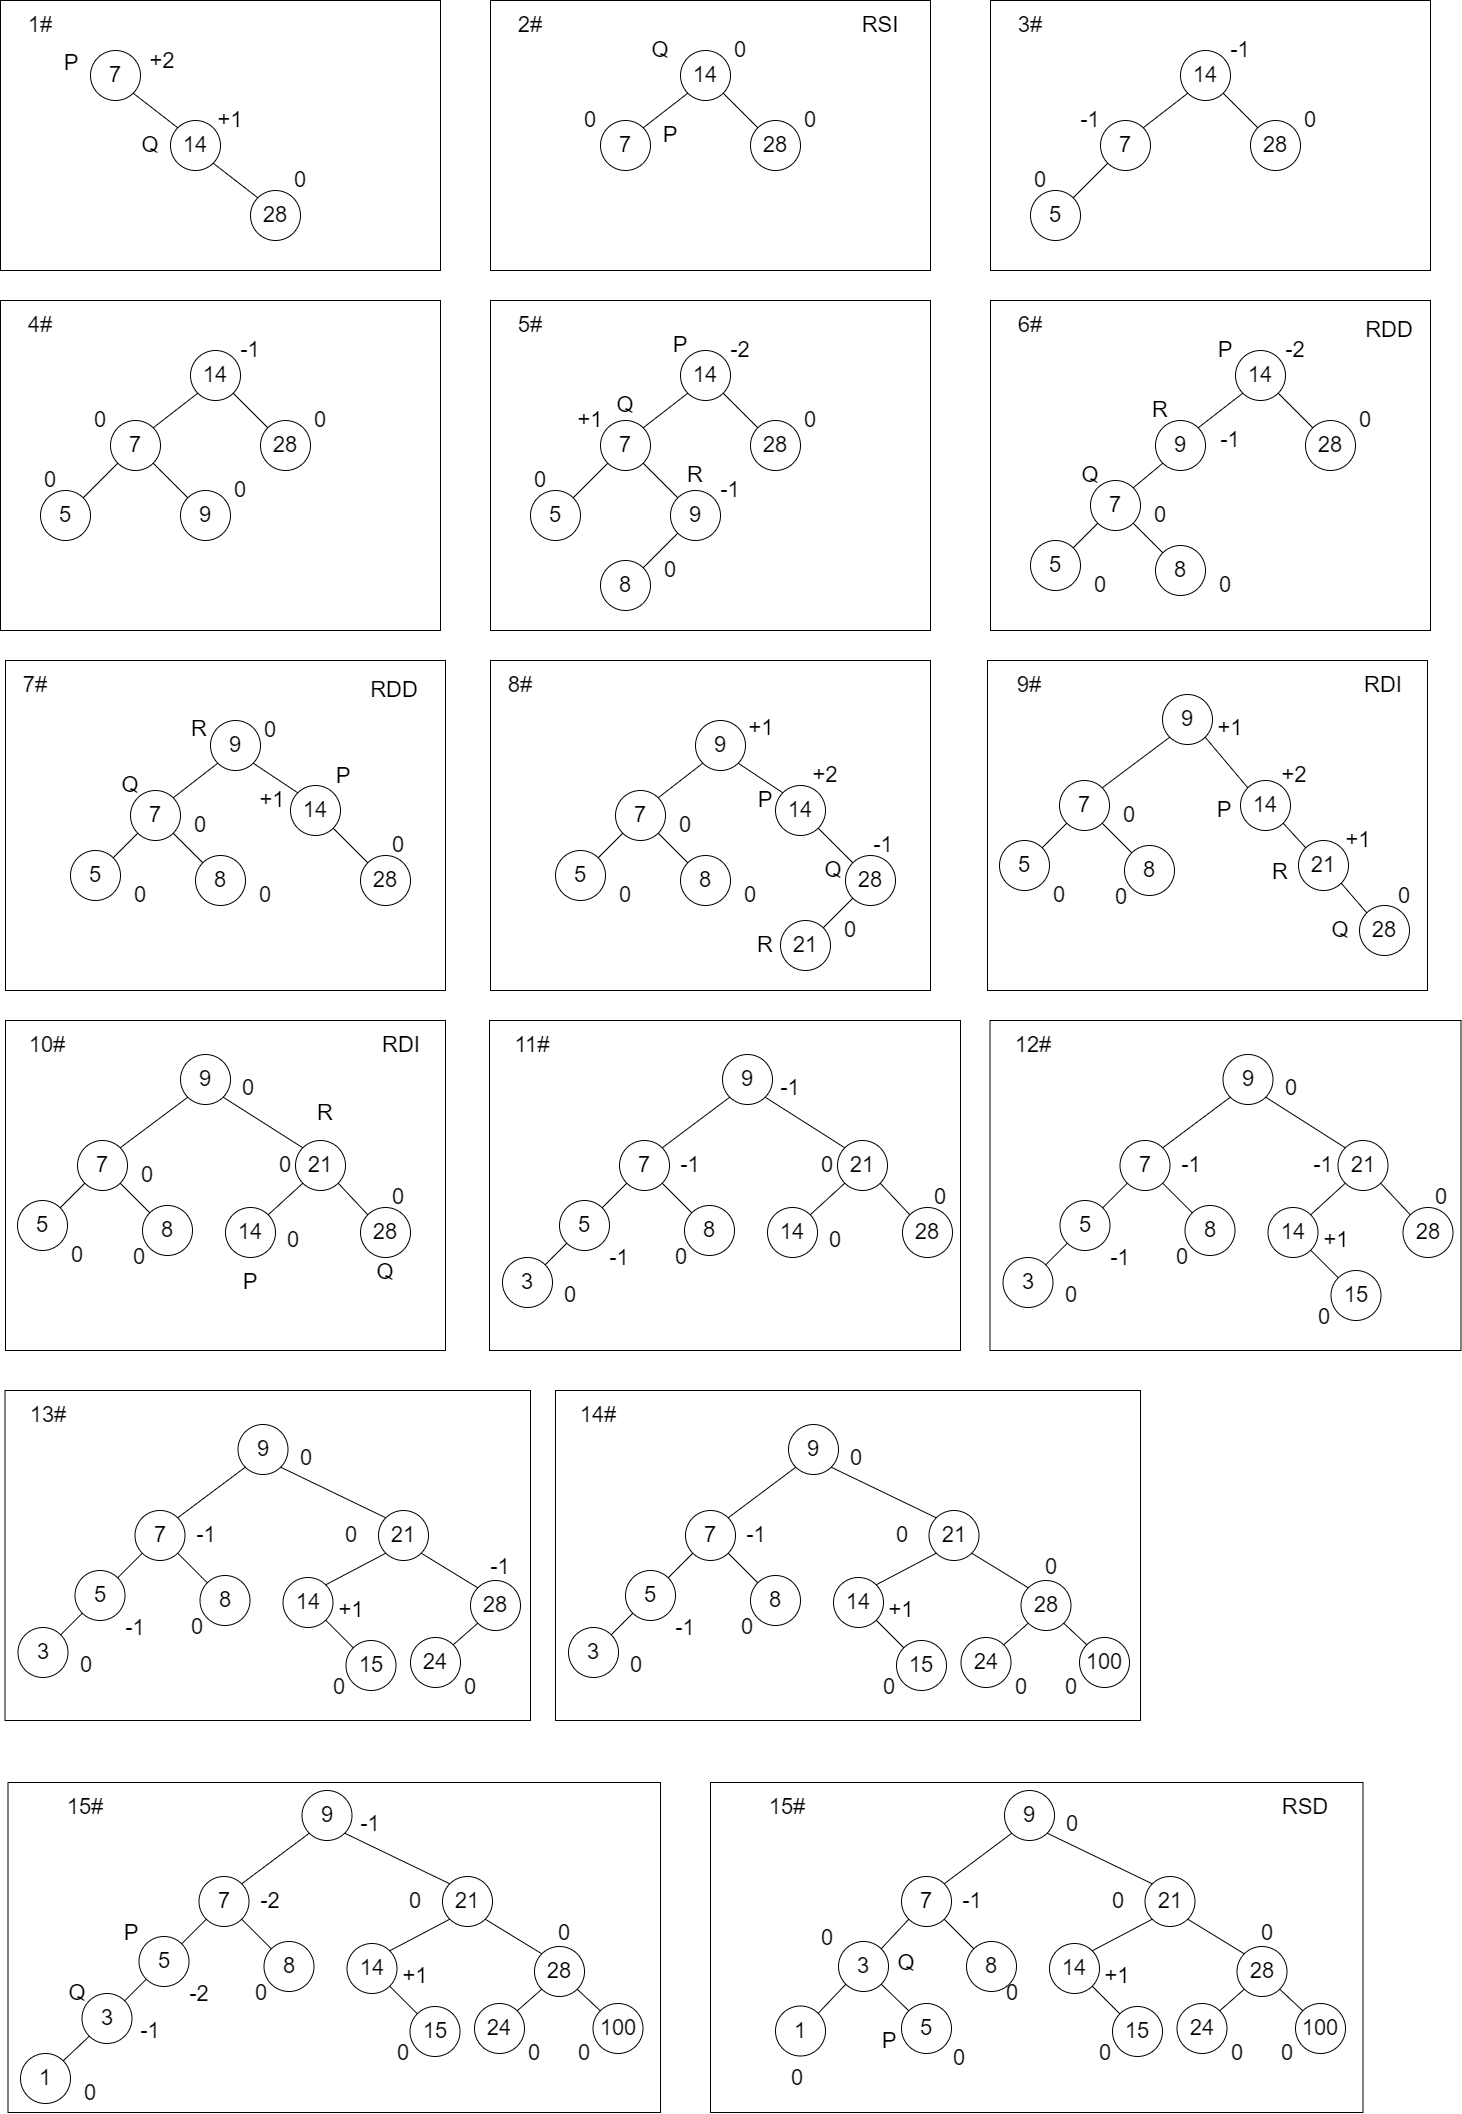 1#
P 7 +2
+1
Q 14
0
28
2# RSI
Q 14 0
0 7 P 28 0
3#
14 -1
-1 7 28 0
0 5
4#
14 -1
0 7 28 0
0 5 9 0
5#
P 14 -2
+1 Q 7 28 0
0 5 R 9 -1
8 0
6# RDD
P 14 -2
R 9 -1 28 0
Q 7 0
5 0 8 0
7# RDD
R 9 0
Q 7 0 +1 14 P
5 0 8 0 28 0
8#
9 +1
7 0 P 14 +2
5 0 8 0 Q 28 -1
R 21 0
9# RDI
9 +1
7 0 P 14 +2
5 0 0 8 R 21 +1
Q 28 0
10# RDI
9 0
R
7 0 0 21
5 0 0 8 14 0 28 0
P Q
11#
9 -1
7 -1 0 21
5 -1 0 8 14 0 28 0
3 0
12#
9 0
7 -1 -1 21
5 -1 0 8 14 +1 28 0
3 0 0 15
13#
9 0
7 -1 0 21
5 -1 0 8 14 +1 28 -1
3 0 0 15 24 0
14#
9 0
7 -1 0 21
5 -1 0 8 14 +1 28 0
3 0 0 15 24 0 0 100
15#
9 -1
7 -2 0 21
P 5 -2 0 8 14 +1 28 0
Q 3 -1 0 15 24 0 0 100
1 0
15# RSD
9 0
7 -1 0 21
0 3 Q 8 0 14 +1 28 0
1 0 P 5 0 0 15 24 0 0 100